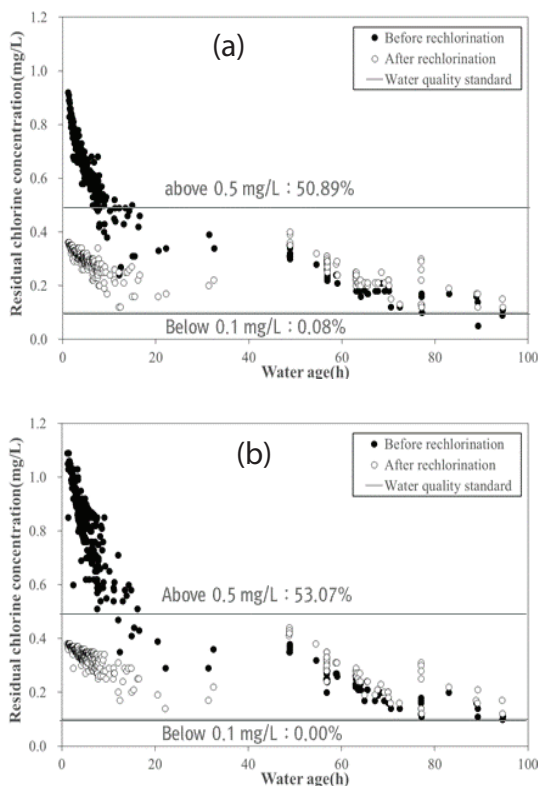 (a)
Before rechlorination
After rechlorination
Water quality standard
Residual chlorine concentration(mg/L)
1.2
1.0
0.8
0.6
0.4
0.2
0.0
above 0.5 mg/L : 50.89%
Below 0.1 mg/L : 0.08%
0 20 40 60 80 100
Water age(h)
(b)
Before rechlorination
After rechlorination
Water quality standard
Residual chlorine concentration(mg/L)
1.2
1.0
0.8
0.6
0.4
0.2
0.0
Above 0.5 mg/L : 53.07%
Below 0.1 mg/L : 0.00%
0 20 40 60 80 100
Water age(h)